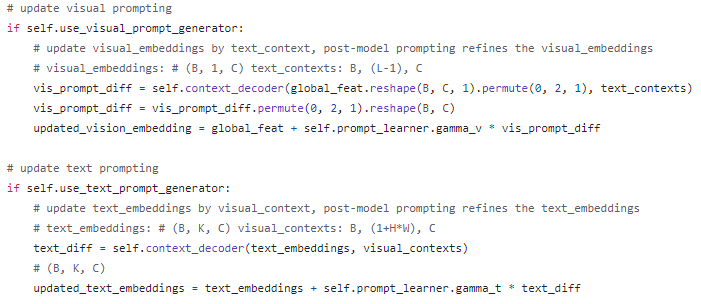 # update visual prompting
if self.use_visual_prompt_generator:
# update visual_embeddings by text_context, post-model prompting refines the visual_embeddings
# visual_embeddings: # (B, 1, C) text_contexts: B, (L-1), C
vis_prompt_diff = self.context_decoder(global_feat.reshape(B, C, 1).permute(0, 2, 1), text_contexts)
vis_prompt_diff = vis_prompt_diff.permute(0, 2, 1).reshape(B, C)
updated_vision_embedding = global_feat + self.prompt_learner.gamma_v * vis_prompt_diff
# update text prompting
if self.use_text_prompt_generator:
# update text_embeddings by visual_context, post-model prompting refines the text_embeddings
# text_embeddings: # (B, K, C) visual_contexts: B, (1+H*W), C
text_diff = self.context_decoder(text_embeddings, visual_contexts)
# (B, K, C)
updated_text_embeddings = text_embeddings + self.prompt_learner.gamma_t * text_diff